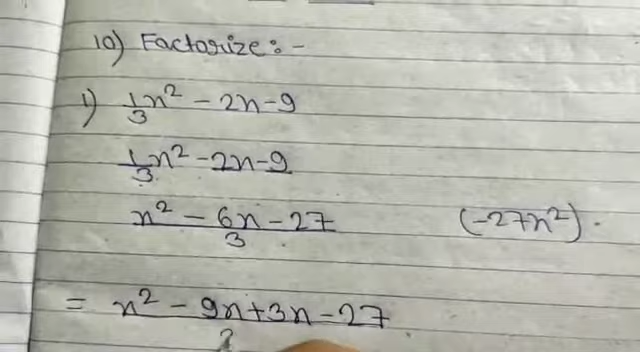 10) Factorize :-
1) 1/3 x² - 2x - 9
1/3 x² - 2x - 9
x² - 6x - 27 / 3 (-27x²).
= x² - 9x + 3x - 27